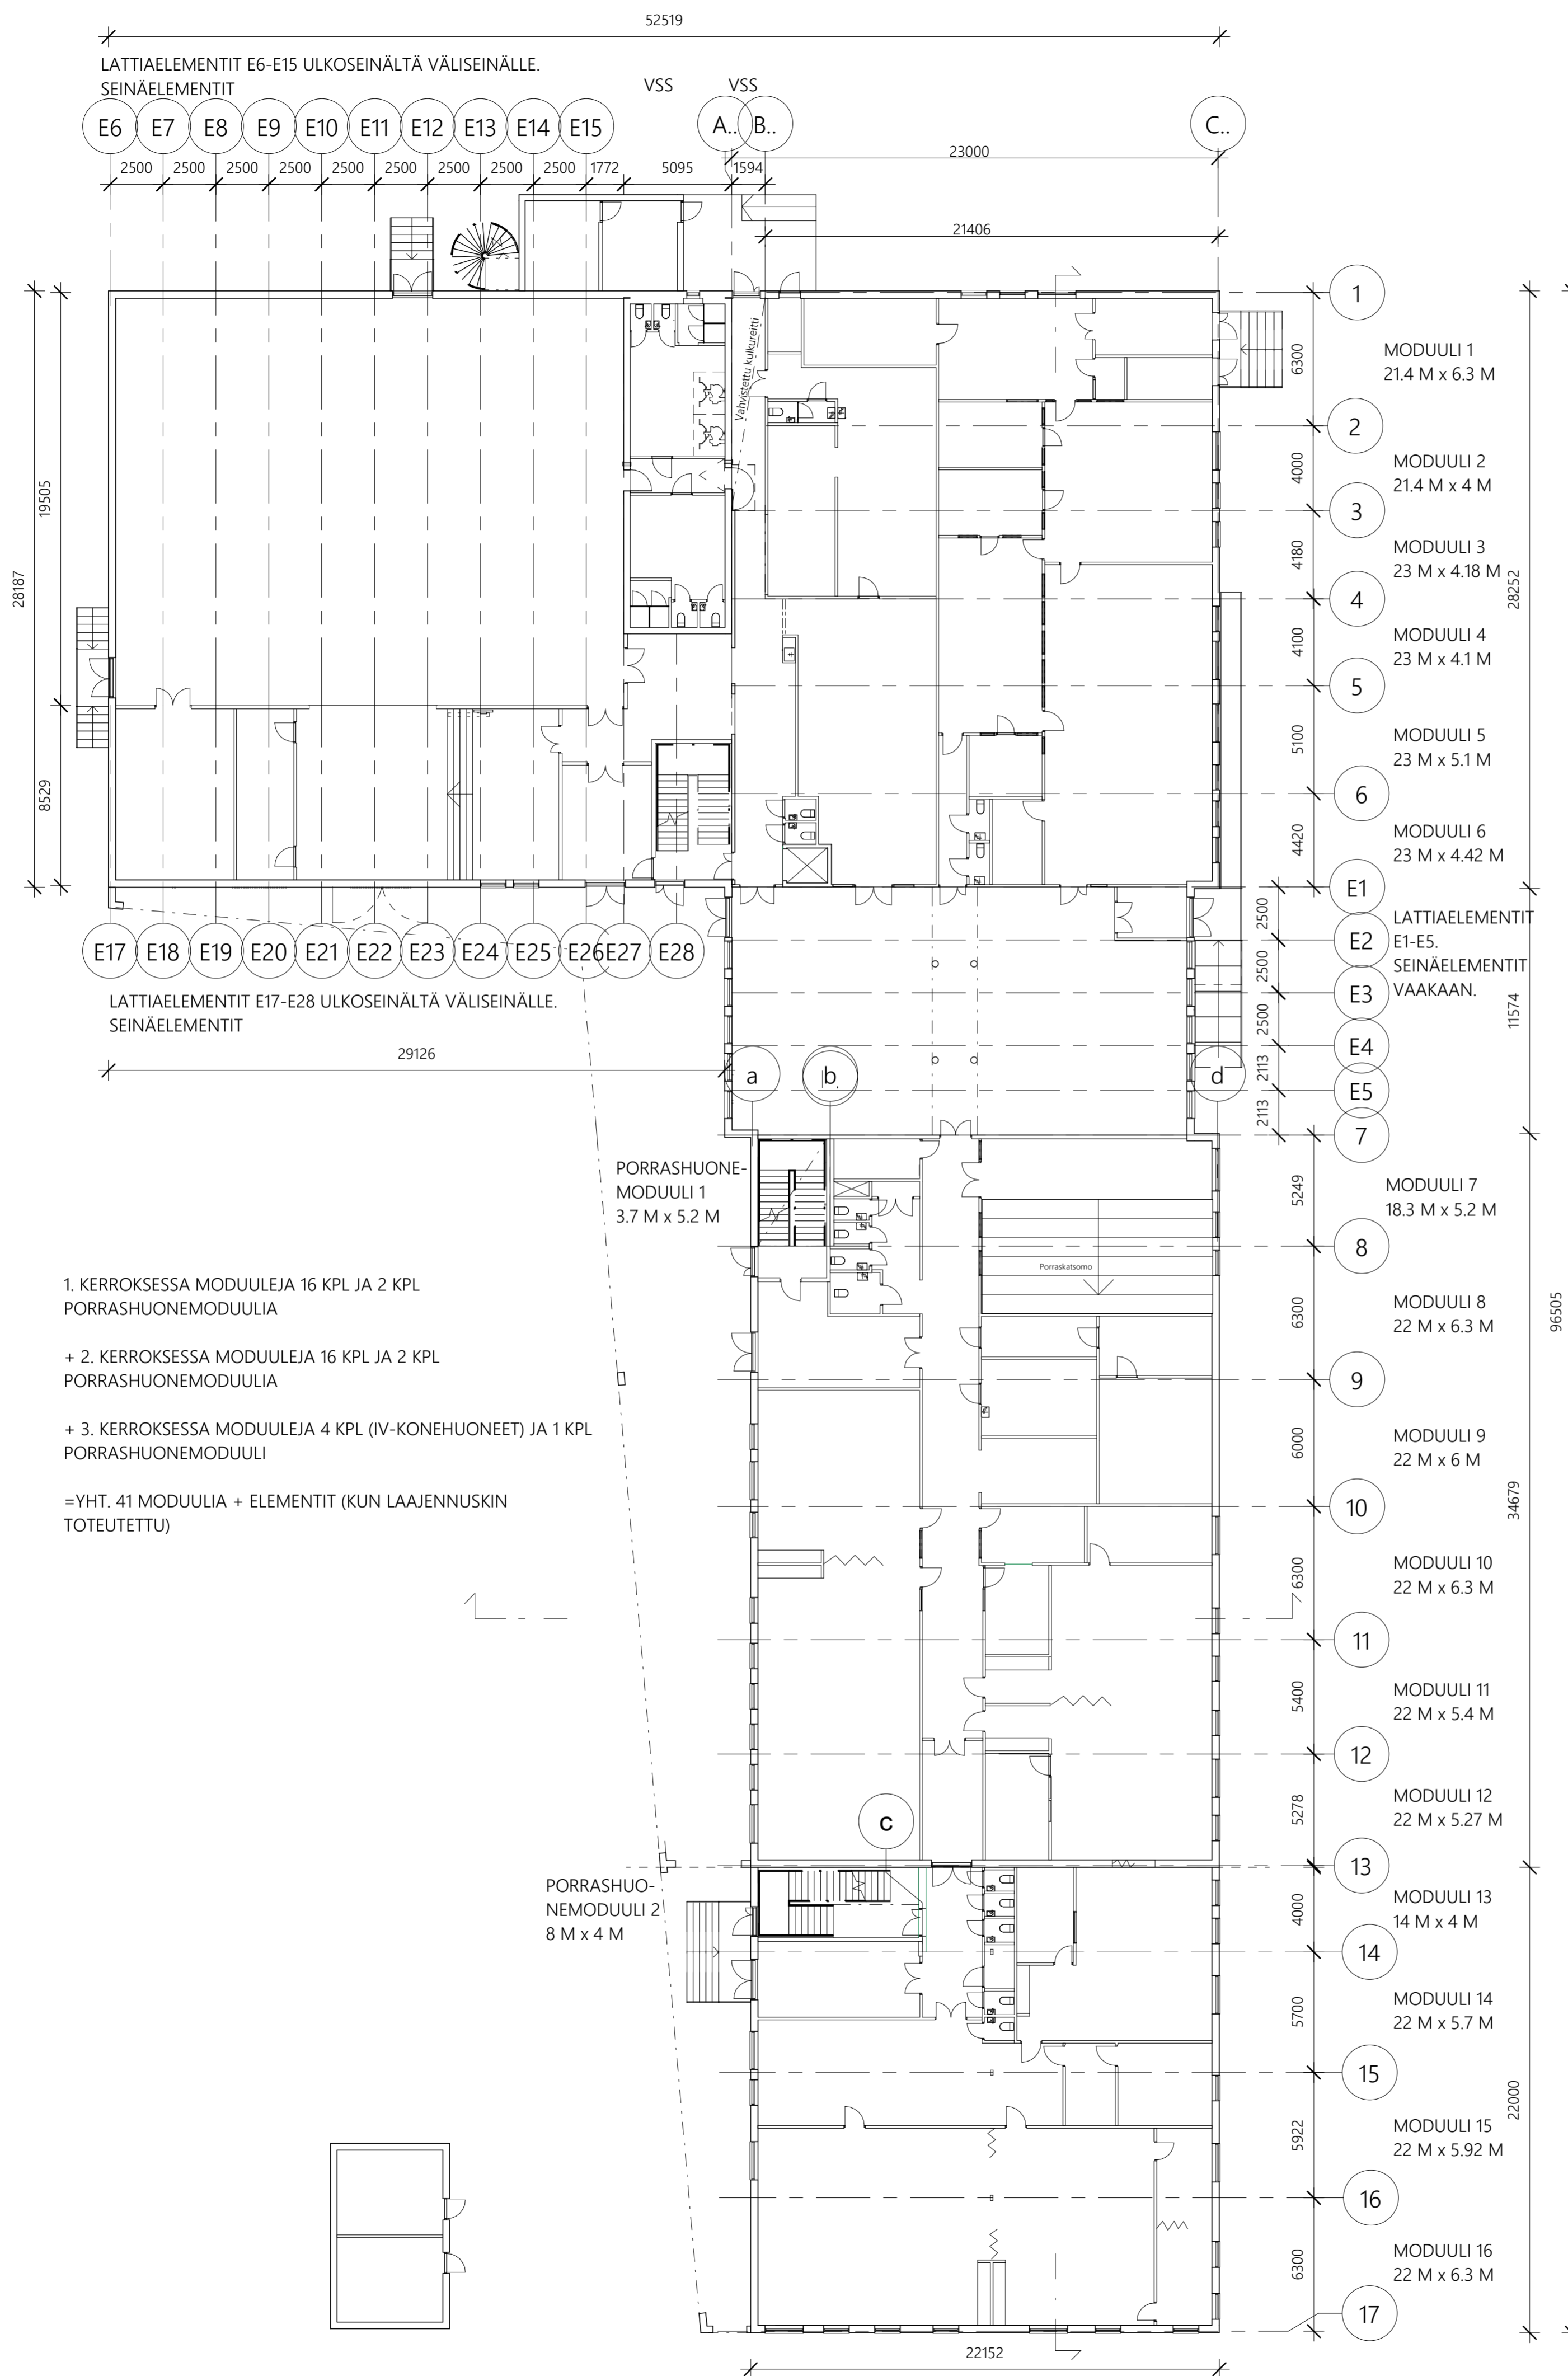 52519
LATTIAELEMENTIT E6-E15 ULKOSEINÄLTÄ VÄLISEINÄLLE.
SEINÄELEMENTIT
VSS VSS
E6 E7 E8 E9 E10 E11 E12 E13 E14 E15 A.. B.. C..
23000
2500 2500 2500 2500 2500 2500 2500 2500 2500 1772 5095 1594
21406
1
Vahvistettu kulkureitti
6300
MODUULI 1
21.4 M x 6.3 M
2
4000
MODUULI 2
21.4 M x 4 M
19505
3
4180
MODUULI 3
23 M x 4.18 M
28187
28252
4
4100
MODUULI 4
23 M x 4.1 M
5
5100
MODUULI 5
23 M x 5.1 M
8529
6
4420
MODUULI 6
23 M x 4.42 M
E1
2500
LATTIAELEMENTIT
E1-E5.
SEINÄELEMENTIT
VAAKAAN.
E2
E17 E18 E19 E20 E21 E22 E23 E24 E25 E26 E27 E28
2500
E3
LATTIAELEMENTIT E17-E28 ULKOSEINÄLTÄ VÄLISEINÄLLE.
SEINÄELEMENTIT
11574
2500
E4
29126
a b. d
2113
E5
2113
7
PORRASHUONE-
MODUULI 1
3.7 M x 5.2 M
5249
MODUULI 7
18.3 M x 5.2 M
8
Porraskatsomo
1. KERROKSESSA MODUULEJA 16 KPL JA 2 KPL
PORRASHUONEMODUULIA
6300
MODUULI 8
22 M x 6.3 M
96505
+ 2. KERROKSESSA MODUULEJA 16 KPL JA 2 KPL
PORRASHUONEMODUULIA
9
+ 3. KERROKSESSA MODUULEJA 4 KPL (IV-KONEHUONEET) JA 1 KPL
PORRASHUONEMODUULI
6000
MODUULI 9
22 M x 6 M
=YHT. 41 MODUULIA + ELEMENTIT (KUN LAAJENNUSKIN
TOTEUTETTU)
34679
10
6300
MODUULI 10
22 M x 6.3 M
11
5400
MODUULI 11
22 M x 5.4 M
12
5278
MODUULI 12
22 M x 5.27 M
c
13
PORRASHUO-
NEMODUULI 2
8 M x 4 M
4000
MODUULI 13
14 M x 4 M
14
5700
MODUULI 14
22 M x 5.7 M
15
22000
5922
MODUULI 15
22 M x 5.92 M
16
6300
MODUULI 16
22 M x 6.3 M
17
22152